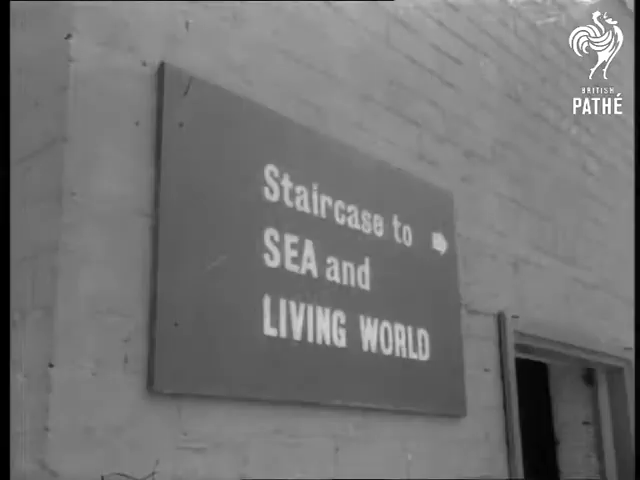 BRITISH
PATHÉ
Staircase to
SEA and
LIVING WORLD